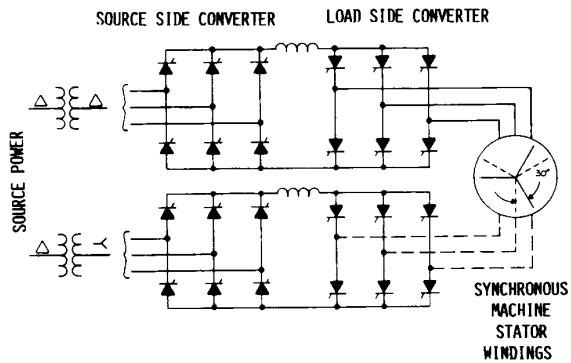 SOURCE SIDE CONVERTER
LOAD SIDE CONVERTER
SOURCE POWER
30°
SYNCHRONOUS
MACHINE
STATOR
WINDINGS